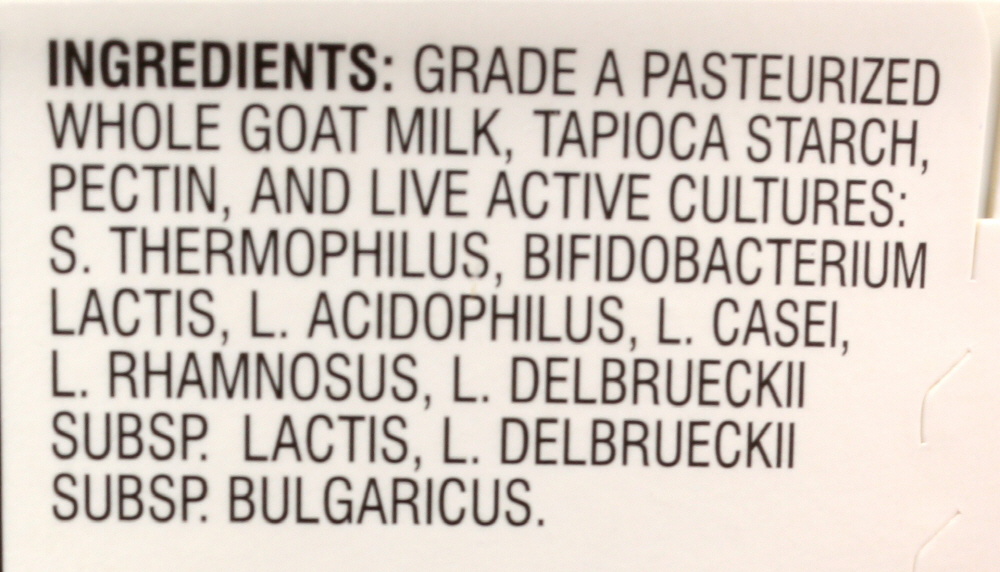 INGREDIENTS: GRADE A PASTEURIZED
WHOLE GOAT MILK, TAPIOCA STARCH,
PECTIN, AND LIVE ACTIVE CULTURES:
S. THERMOPHILUS, BIFIDOBACTERIUM
LACTIS, L. ACIDOPHILUS, L. CASEI,
L. RHAMNOSUS, L. DELBRUECKII
SUBSP. LACTIS, L. DELBRUECKII
SUBSP. BULGARICUS.